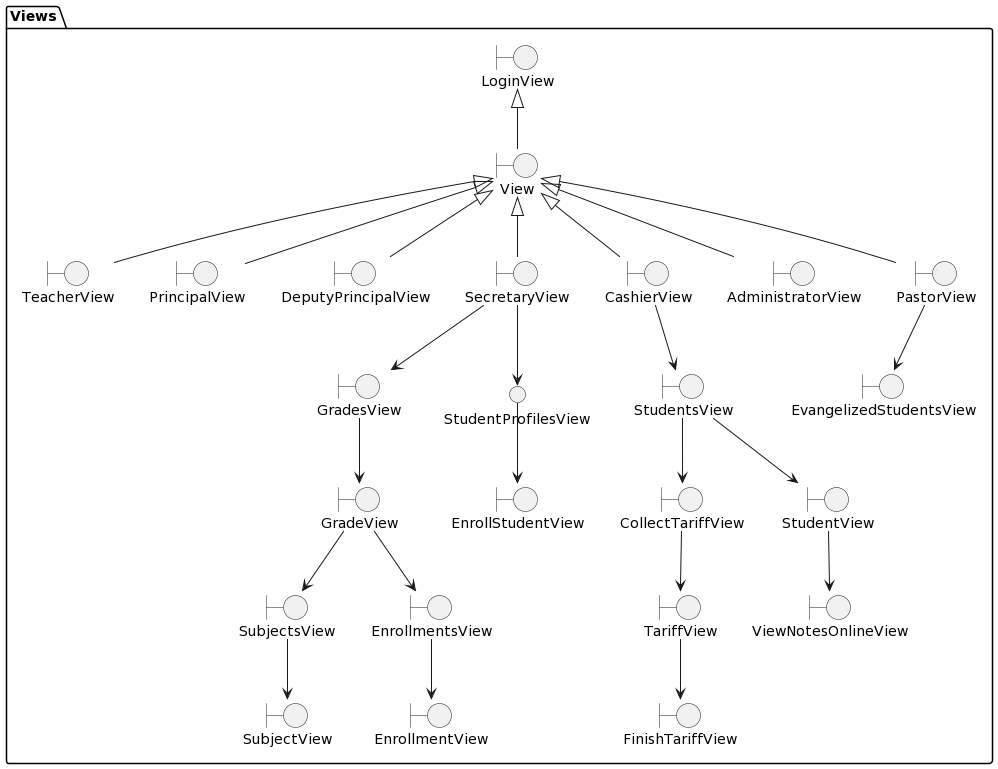 Views
LoginView
View
TeacherView
PrincipalView
DeputyPrincipalView
SecretaryView
CashierView
AdministratorView
PastorView
GradesView
StudentProfilesView
StudentsView
EvangelizedStudentsView
GradeView
EnrollStudentView
CollectTariffView
StudentView
SubjectsView
EnrollmentsView
TariffView
ViewNotesOnlineView
SubjectView
EnrollmentView
FinishTariffView